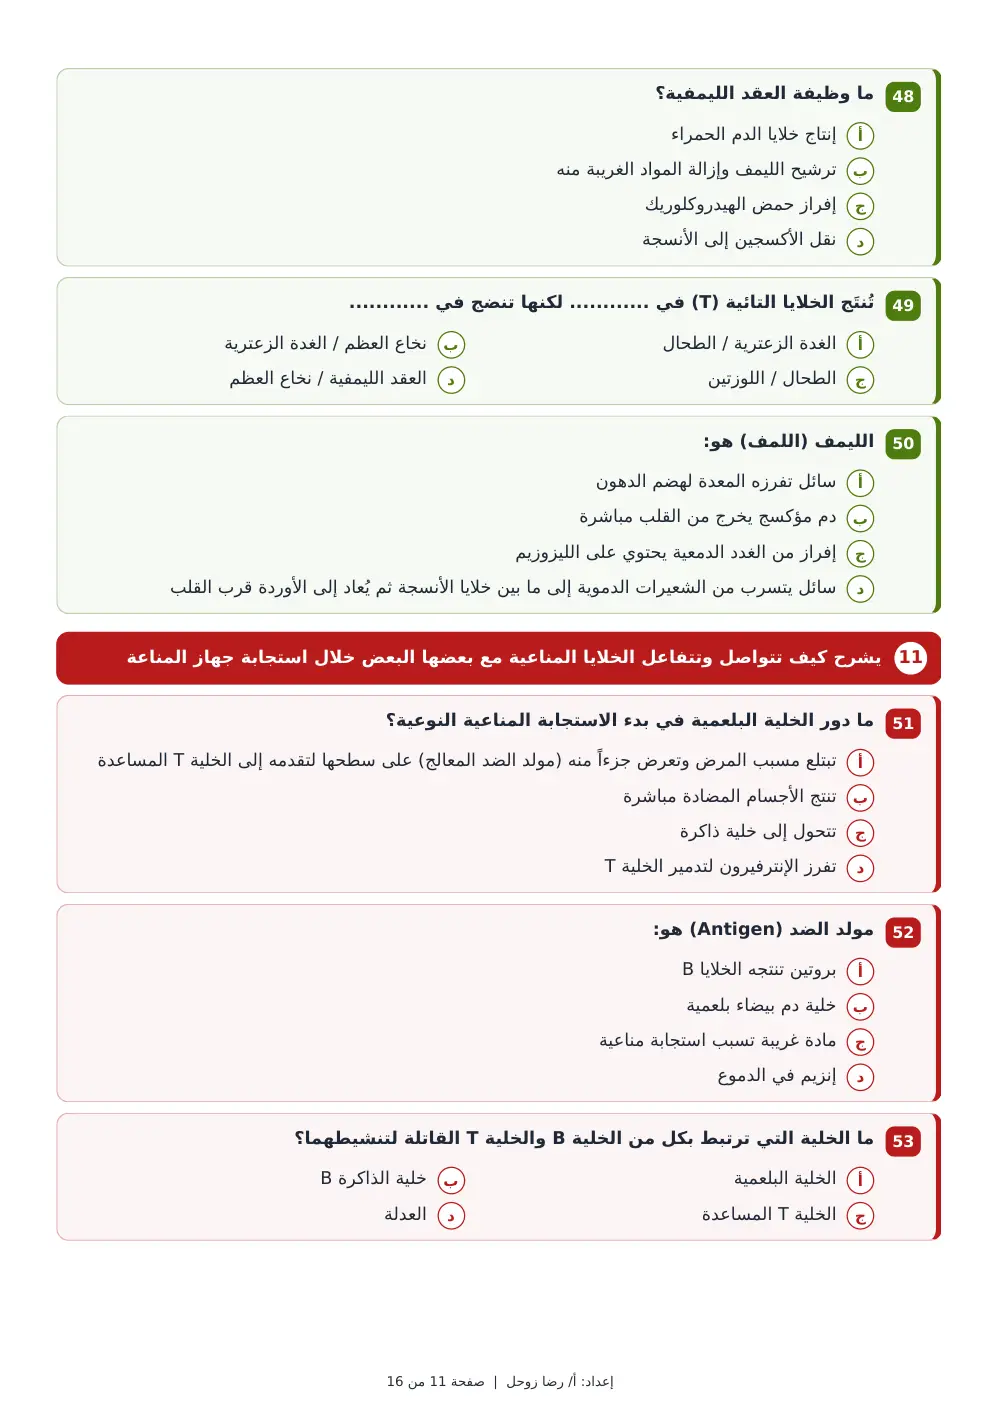 48 ما وظيفة العقد الليمفية؟
أ إنتاج خلايا الدم الحمراء
ب ترشيح الليمف وإزالة المواد الغريبة منه
ج إفراز حمض الهيدروكلوريك
د نقل الأكسجين إلى الأنسجة
49 تُنتَج الخلايا التائية (T) في ............ لكنها تنضج في ............
أ الغدة الزعترية / الطحال ب نخاع العظم / الغدة الزعترية
ج الطحال / اللوزتين د العقد الليمفية / نخاع العظم
50 الليمف (اللمف) هو:
أ سائل تفرزه المعدة لهضم الدهون
ب دم مؤكسج يخرج من القلب مباشرة
ج إفراز من الغدد الدمعية يحتوي على الليزوزيم
د سائل يتسرب من الشعيرات الدموية إلى ما بين خلايا الأنسجة ثم يُعاد إلى الأوردة قرب القلب
11 يشرح كيف تتواصل وتتفاعل الخلايا المناعية مع بعضها البعض خلال استجابة جهاز المناعة
51 ما دور الخلية البلعمية في بدء الاستجابة المناعية النوعية؟
أ تبتلع مسبب المرض وتعرض جزءاً منه (مولد الضد المعالج) على سطحها لتقدمه إلى الخلية T المساعدة
ب تنتج الأجسام المضادة مباشرة
ج تتحول إلى خلية ذاكرة
د تفرز الإنترفيرون لتدمير الخلية T
52 مولد الضد (Antigen) هو:
أ بروتين تنتجه الخلايا B
ب خلية دم بيضاء بلعمية
ج مادة غريبة تسبب استجابة مناعية
د إنزيم في الدموع
53 ما الخلية التي ترتبط بكل من الخلية B والخلية T القاتلة لتنشيطهما؟
أ الخلية البلعمية ب خلية الذاكرة B
ج الخلية T المساعدة د العدلة
إعداد: أ/ رضا زوحل | صفحة 11 من 16